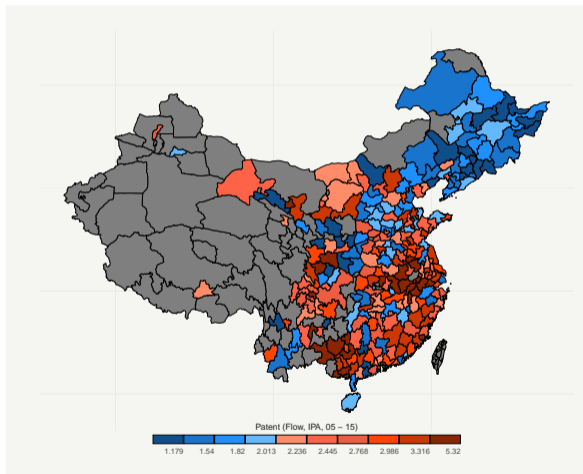 Patent (Flow, IPA, 05 – 15)
1.179 1.54 1.82 2.013 2.236 2.445 2.768 2.986 3.316 5.32